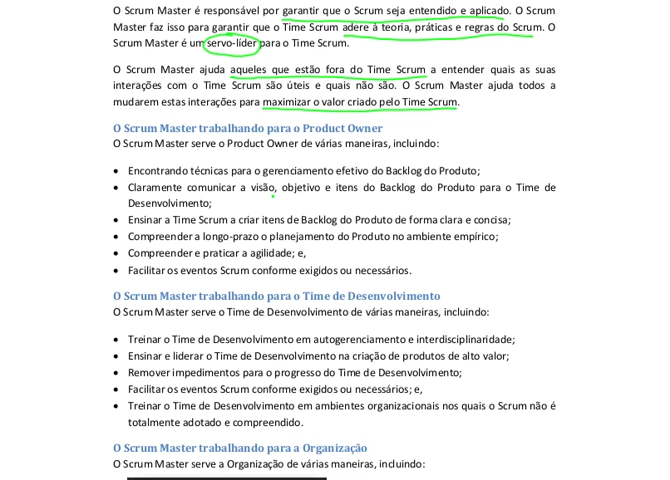 O Scrum Master é responsável por garantir que o Scrum seja entendido e aplicado. O Scrum
Master faz isso para garantir que o Time Scrum adere à teoria, práticas e regras do Scrum. O
Scrum Master é um servo-líder para o Time Scrum.
O Scrum Master ajuda aqueles que estão fora do Time Scrum a entender quais as suas
interações com o Time Scrum são úteis e quais não são. O Scrum Master ajuda todos a
mudarem estas interações para maximizar o valor criado pelo Time Scrum.
O Scrum Master trabalhando para o Product Owner
O Scrum Master serve o Product Owner de várias maneiras, incluindo:
• Encontrando técnicas para o gerenciamento efetivo do Backlog do Produto;
• Claramente comunicar a visão, objetivo e itens do Backlog do Produto para o Time de
Desenvolvimento;
• Ensinar a Time Scrum a criar itens de Backlog do Produto de forma clara e concisa;
• Compreender a longo-prazo o planejamento do Produto no ambiente empírico;
• Compreender e praticar a agilidade; e,
• Facilitar os eventos Scrum conforme exigidos ou necessários.
O Scrum Master trabalhando para o Time de Desenvolvimento
O Scrum Master serve o Time de Desenvolvimento de várias maneiras, incluindo:
• Treinar o Time de Desenvolvimento em autogerenciamento e interdisciplinaridade;
• Ensinar e liderar o Time de Desenvolvimento na criação de produtos de alto valor;
• Remover impedimentos para o progresso do Time de Desenvolvimento;
• Facilitar os eventos Scrum conforme exigidos ou necessários; e,
• Treinar o Time de Desenvolvimento em ambientes organizacionais nos quais o Scrum não é
totalmente adotado e compreendido.
O Scrum Master trabalhando para a Organização
O Scrum Master serve a Organização de várias maneiras, incluindo: